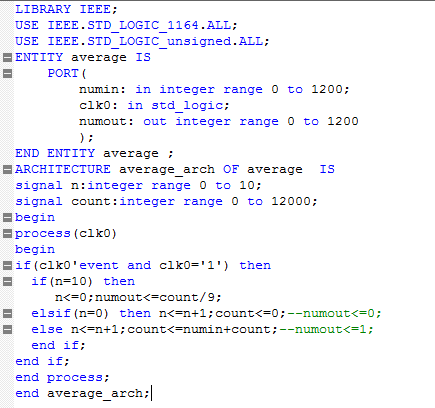 LIBRARY IEEE;
USE IEEE.STD_LOGIC_1164.ALL;
USE IEEE.STD_LOGIC_unsigned.ALL;
ENTITY average IS
PORT(
numin: in integer range 0 to 1200;
clk0: in std_logic;
numout: out integer range 0 to 1200
);
END ENTITY average ;
ARCHITECTURE average_arch OF average  IS
signal n:integer range 0 to 10;
signal count:integer range 0 to 12000;
begin
process(clk0)
begin
if(clk0'event and clk0='1') then
if(n=10) then
n<=0;numout<=count/9;
elsif(n=0) then n<=n+1;count<=0;--numout<=0;
else n<=n+1;count<=numin+count;--numout<=1;
end if;
end if;
end process;
end average_arch;